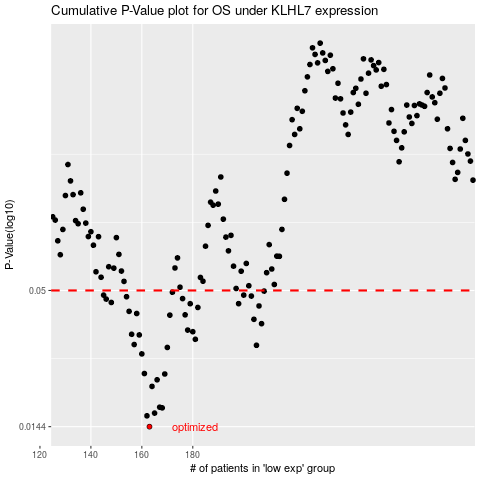 Cumulative P-Value plot for OS under KLHL7 expression
P-Value(log10)
0.05
0.0144
optimized
120 140 160 180
# of patients in 'low exp' group